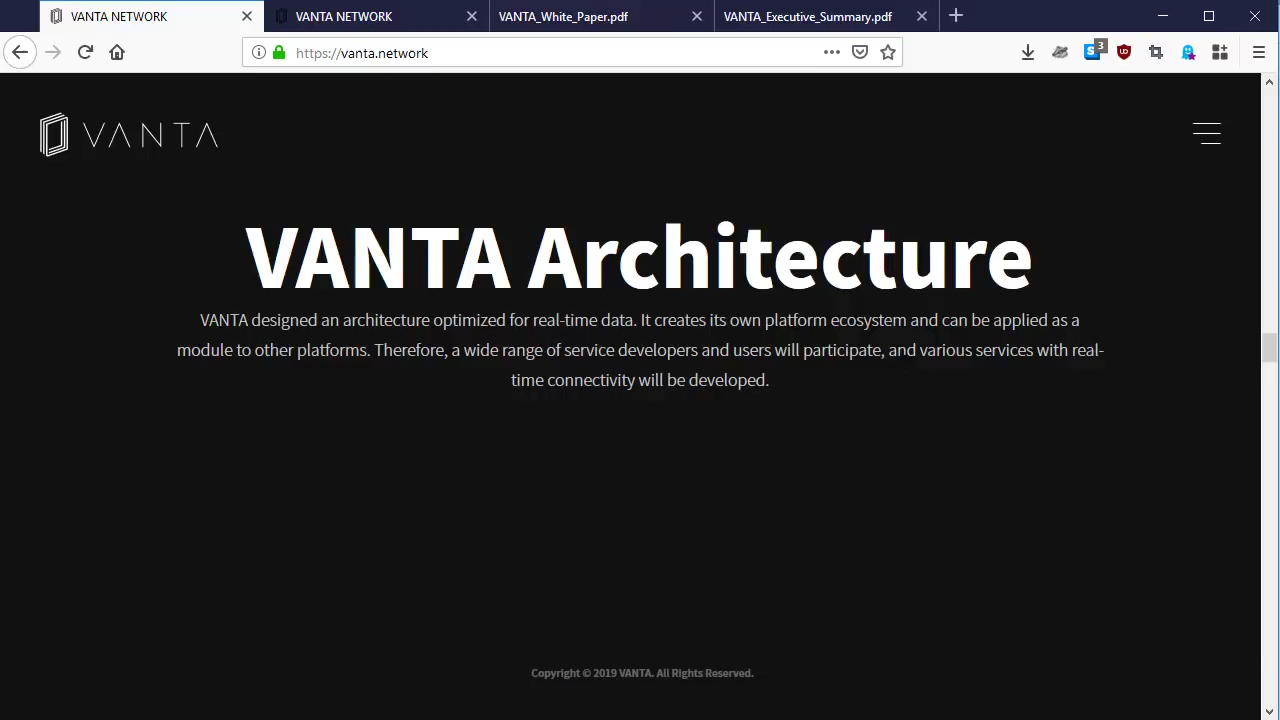 VANTA NETWORK
VANTA NETWORK
VANTA_White_Paper.pdf
VANTA_Executive_Summary.pdf
https://vanta.network
3
VANTA
VANTA Architecture
VANTA designed an architecture optimized for real-time data. It creates its own platform ecosystem and can be applied as a
module to other platforms. Therefore, a wide range of service developers and users will participate, and various services with real-
time connectivity will be developed.
Copyright © 2019 VANTA. All Rights Reserved.